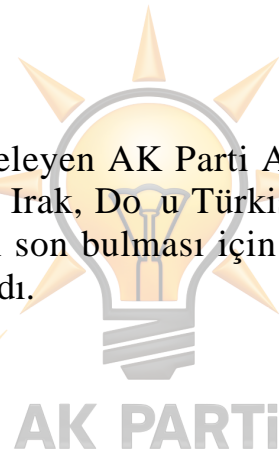 eleyen AK Parti A
Irak, Do u Türki
son bulması için
dı.
AK PARTi